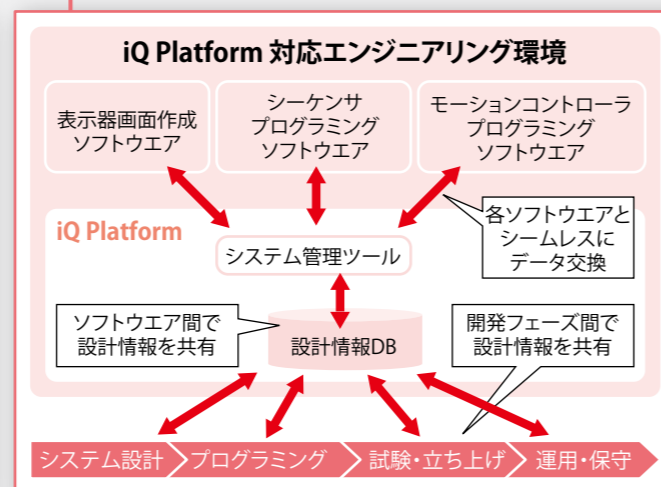 iQ Platform 対応エンジニアリング環境
表示器画面作成
ソフトウエア
シーケンサ
プログラミング
ソフトウエア
モーションコントローラ
プログラミング
ソフトウエア
iQ Platform
システム管理ツール
各ソフトウエアと
シームレスに
データ交換
ソフトウエア間で
設計情報を共有
設計情報DB
開発フェーズ間で
設計情報を共有
システム設計
プログラミング
試験・立ち上げ
運用・保守